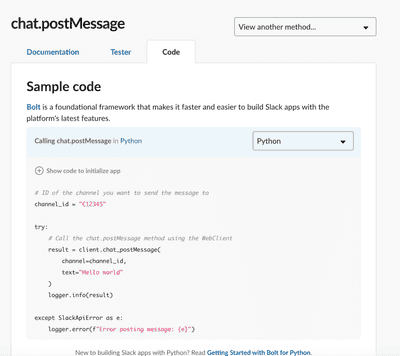 chat.postMessage
View another method...
Documentation Tester Code
Sample code
Bolt is a foundational framework that makes it faster and easier to build Slack apps with the
platform's latest features.
Calling chat.postMessage in Python
Python
Show code to initialize app
# ID of the channel you want to send the message to
channel_id = "C12345"
try:
# Call the chat.postMessage method using the WebClient
result = client.chat_postMessage(
channel=channel_id,
text="Hello world"
)
logger.info(result)
except SlackApiError as e:
logger.error(f"Error posting message: {e}")
New to building Slack apps with Python? Read Getting Started with Bolt for Python.